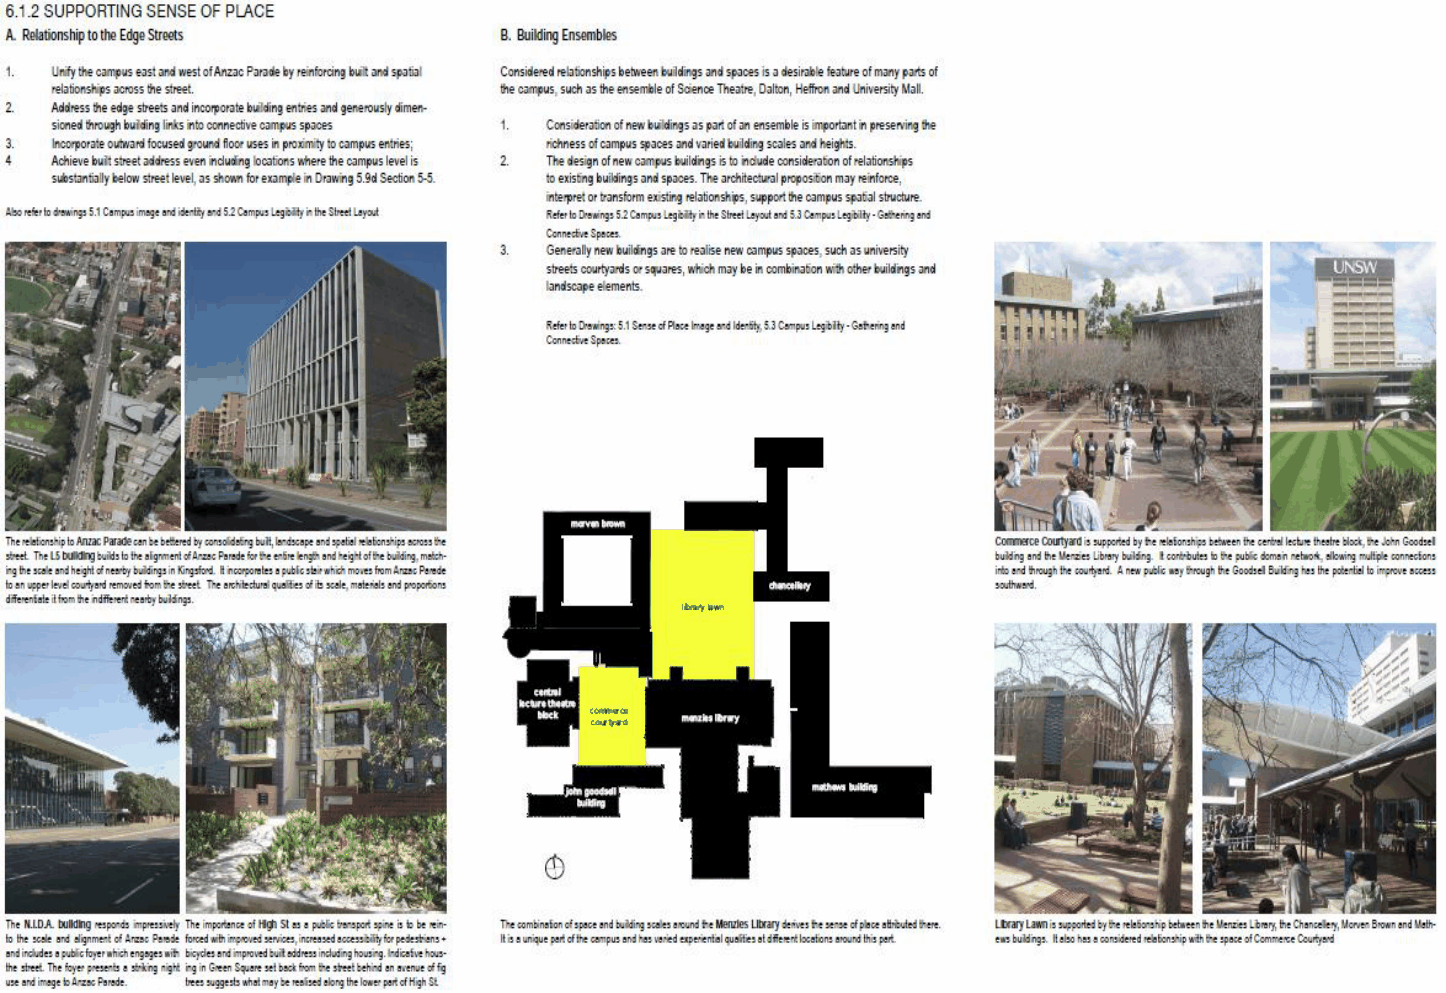 6.1.2 SUPPORTING SENSE OF PLACE
A. Relationship to the Edge Streets
1. Unify the campus east and west of Anzac Parade by reinforcing built and spatial
relationships across the street.
2. Address the edge streets and incorporate building entries and generously dimen-
sioned through building links into connective campus spaces
3. Incorporate outward focused ground floor uses in proximity to campus entries;
4 Achieve built street address even including locations where the campus level is
substantially below street level, as shown for example in Drawing 5.9d Section 5-5.
Also refer to drawings 5.1 Campus image and identity and 5.2 Campus Legibility in the Street Layout
The relationship to Anzac Parade can be bettered by consolidating built, landscape and spatial relationships across the
street. The L5 building builds to the alignment of Anzac Parade for the entire length and height of the building, match-
ing the scale and height of nearby buildings in Kingsford. It incorporates a public stair which moves from Anzac Parade
to an upper level courtyard removed from the street. The architectural qualities of its scale, materials and proportions
differentiate it from the indifferent nearby buildings.
The N.I.D.A. building responds impressively
to the scale and alignment of Anzac Parade
and includes a public foyer which engages with
the street. The foyer presents a striking night
use and image to Anzac Parade.
The importance of High St as a public transport spine is to be rein-
forced with improved services, increased accessibility for pedestrians +
bicycles and improved built address including housing. Indicative hous-
ing in Green Square set back from the street behind an avenue of fig
trees suggests what may be realised along the lower part of High St.
B. Building Ensembles
Considered relationships between buildings and spaces is a desirable feature of many parts of
the campus, such as the ensemble of Science Theatre, Dalton, Heffron and University Mall.
1. Consideration of new buildings as part of an ensemble is important in preserving the
richness of campus spaces and varied building scales and heights.
2. The design of new campus buildings is to include consideration of relationships
to existing buildings and spaces. The architectural proposition may reinforce,
interpret or transform existing relationships, support the campus spatial structure.
Refer to Drawings 5.2 Campus Legibility in the Street Layout and 5.3 Campus Legibility - Gathering and
Connective Spaces.
3. Generally new buildings are to realise new campus spaces, such as university
streets courtyards or squares, which may be in combination with other buildings and
landscape elements.
Refer to Drawings: 5.1 Sense of Place Image and Identity, 5.3 Campus Legibility - Gathering and
Connective Spaces.
morven brown
chancellery
library lawn
central
lecture theatre
block
commerce
courtyard
menzies library
john goodsell
building
mathews building
The combination of space and building scales around the Menzies Library derives the sense of place attributed there.
It is a unique part of the campus and has varied experiential qualities at different locations around this part.
UNSW
Commerce Courtyard is supported by the relationships between the central lecture theatre block, the John Goodsell
building and the Menzies Library building. It contributes to the public domain network, allowing multiple connections
into and through the courtyard. A new public way through the Goodsell Building has the potential to improve access
southward.
Library Lawn is supported by the relationship between the Menzies Library, the Chancellery, Morven Brown and Math-
ews buildings. It also has a considered relationship with the space of Commerce Courtyard